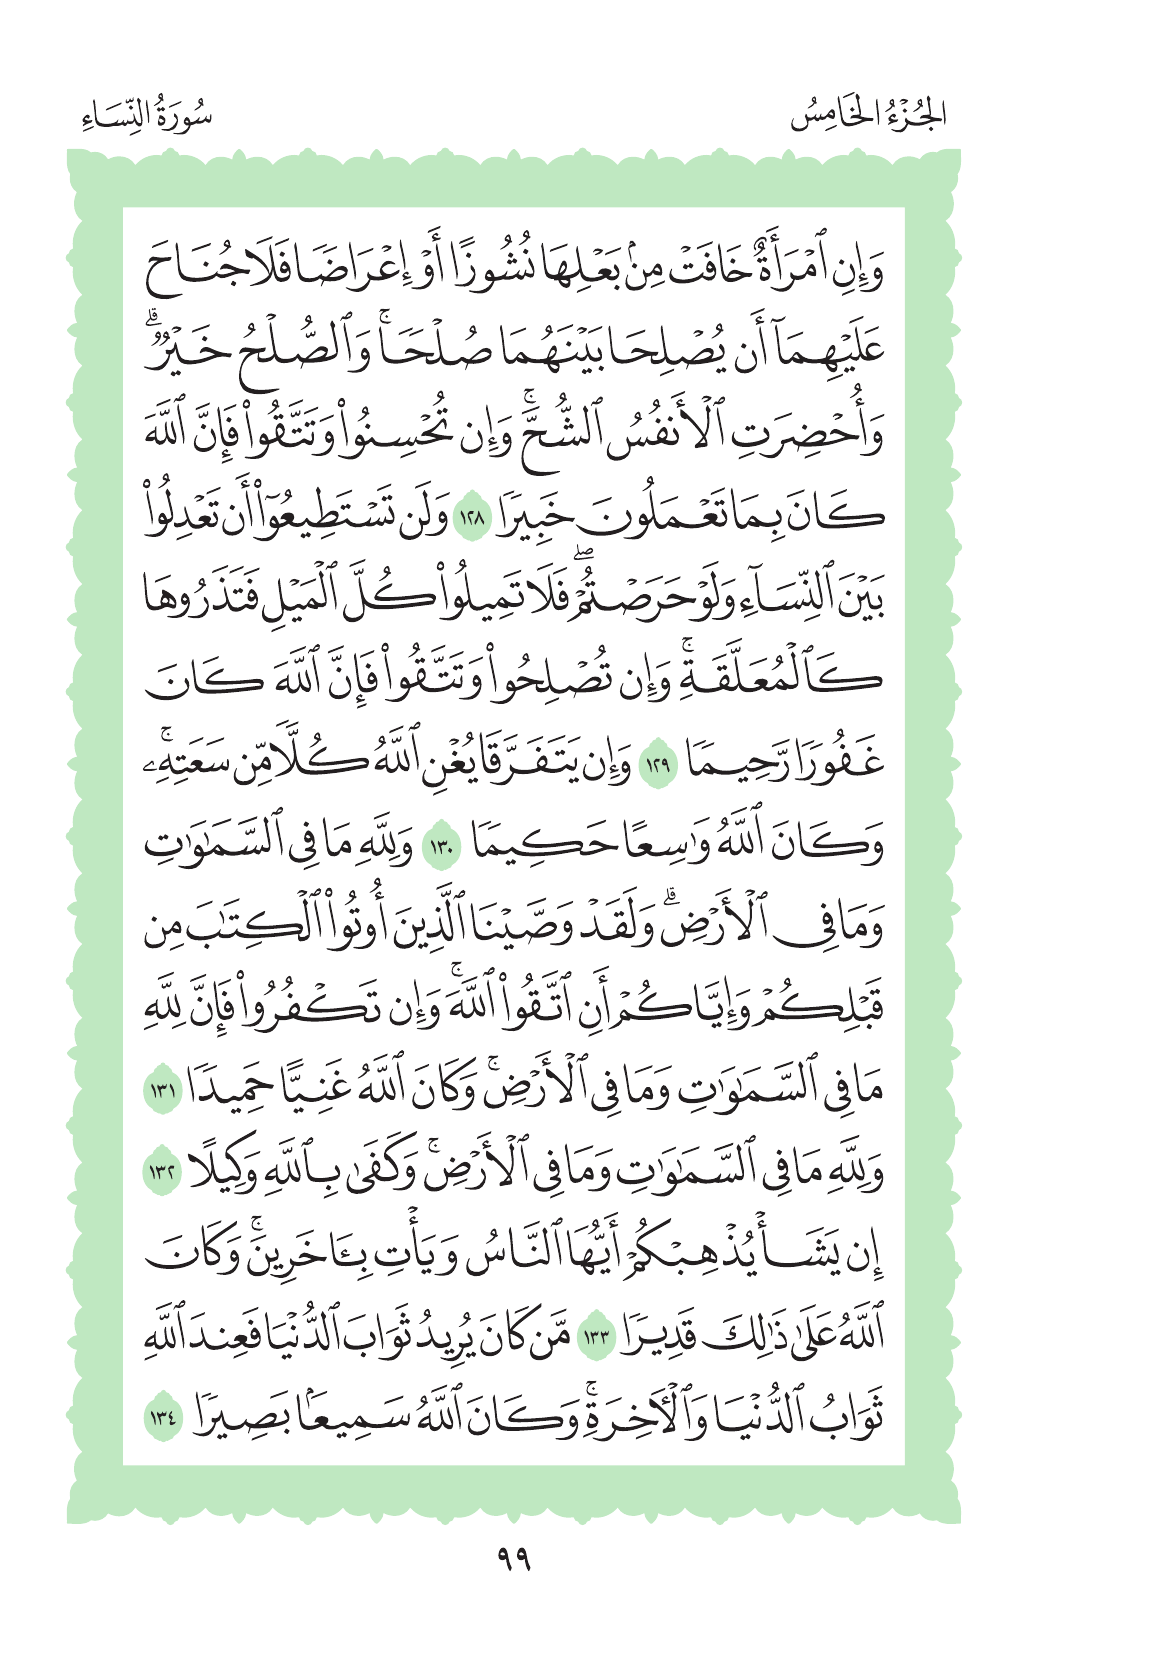 الجُزْءُ الخَامِسُ
سُورَةُ النِّسَاءِ
وَإِنِ ٱمْرَأَةٌ خَافَتْ مِنۢ بَعْلِهَا نُشُوزًا أَوْ إِعْرَاضًا فَلَا جُنَاحَ
عَلَيْهِمَآ أَن يُصْلِحَا بَيْنَهُمَا صُلْحًاۚ وَٱلصُّلْحُ خَيْرٌۗ
وَأُحْضِرَتِ ٱلْأَنفُسُ ٱلشُّحَّۚ وَإِن تُحْسِنُوا۟ وَتَتَّقُوا۟ فَإِنَّ ٱللَّهَ
كَانَ بِمَا تَعْمَلُونَ خَبِيرًا ١٢٨ وَلَن تَسْتَطِيعُوٓا۟ أَن تَعْدِلُوا۟
بَيْنَ ٱلنِّسَآءِ وَلَوْ حَرَصْتُمْۖ فَلَا تَمِيلُوا۟ كُلَّ ٱلْمَيْلِ فَتَذَرُوهَا
كَٱلْمُعَلَّقَةِۚ وَإِن تُصْلِحُوا۟ وَتَتَّقُوا۟ فَإِنَّ ٱللَّهَ كَانَ
غَفُورًا رَّحِيمًا ١٢٩ وَإِن يَتَفَرَّقَا يُغْنِ ٱللَّهُ كُلًّا مِّن سَعَتِهِۦۚ
وَكَانَ ٱللَّهُ وَٰسِعًا حَكِيمًا ١٣٠ وَلِلَّهِ مَا فِى ٱلسَّمَٰوَٰتِ
وَمَا فِى ٱلْأَرْضِۗ وَلَقَدْ وَصَّيْنَا ٱلَّذِينَ أُوتُوا۟ ٱلْكِتَٰبَ مِن
قَبْلِكُمْ وَإِيَّاكُمْ أَنِ ٱتَّقُوا۟ ٱللَّهَۚ وَإِن تَكْفُرُوا۟ فَإِنَّ لِلَّهِ
مَا فِى ٱلسَّمَٰوَٰتِ وَمَا فِى ٱلْأَرْضِۚ وَكَانَ ٱللَّهُ غَنِيًّا حَمِيدًا ١٣١
وَلِلَّهِ مَا فِى ٱلسَّمَٰوَٰتِ وَمَا فِى ٱلْأَرْضِۚ وَكَفَىٰ بِٱللَّهِ وَكِيلًا ١٣٢
إِن يَشَأْ يُذْهِبْكُمْ أَيُّهَا ٱلنَّاسُ وَيَأْتِ بِـَٔاخَرِينَۚ وَكَانَ
ٱللَّهُ عَلَىٰ ذَٰلِكَ قَدِيرًا ١٣٣ مَّن كَانَ يُرِيدُ ثَوَابَ ٱلدُّنْيَا فَعِندَ ٱللَّهِ
ثَوَابُ ٱلدُّنْيَا وَٱلْـَٔاخِرَةِۚ وَكَانَ ٱللَّهُ سَمِيعًۢا بَصِيرًا ١٣٤
٩٩